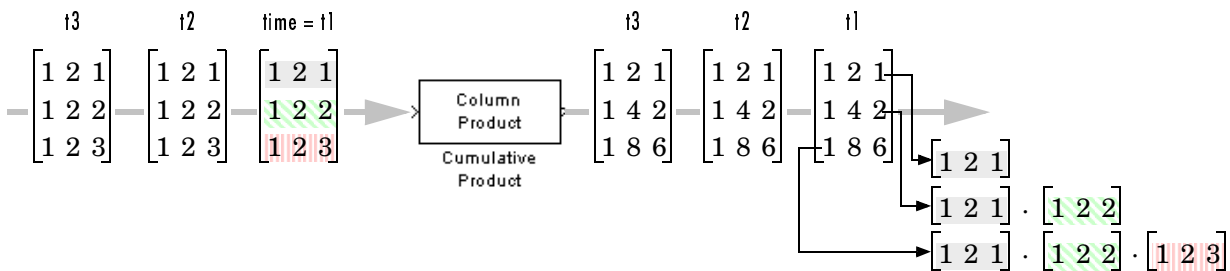 t3 t2 time = t1 t3 t2 t1
1 2 1 1 2 1 1 2 1 1 2 1 1 2 1 1 2 1
1 2 2 1 2 2 1 2 2 1 4 2 1 4 2 1 4 2
1 2 3 1 2 3 1 2 3 1 8 6 1 8 6 1 8 6
Column
Product
Cumulative
Product
[1 2 1]
[1 2 1] · [1 2 2]
[1 2 1] · [1 2 2] · [1 2 3]